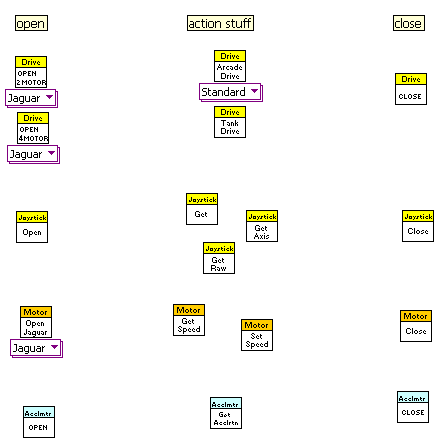 open action stuff close
Drive
OPEN
2 MOTOR
Jaguar
Drive
Arcade
Drive
Standard
Drive
CLOSE
Drive
OPEN
4MOTOR
Jaguar
Drive
Tank
Drive
Joystick
Open
Joystick
Get
Joystick
Get
Axis
Joystick
Get
Raw
Joystick
Close
Motor
Open
Jaguar
Jaguar
Motor
Get
Speed
Motor
Set
Speed
Motor
Close
Acclmtr
OPEN
Acclmtr
Get
Acclrtn
Acclmtr
CLOSE